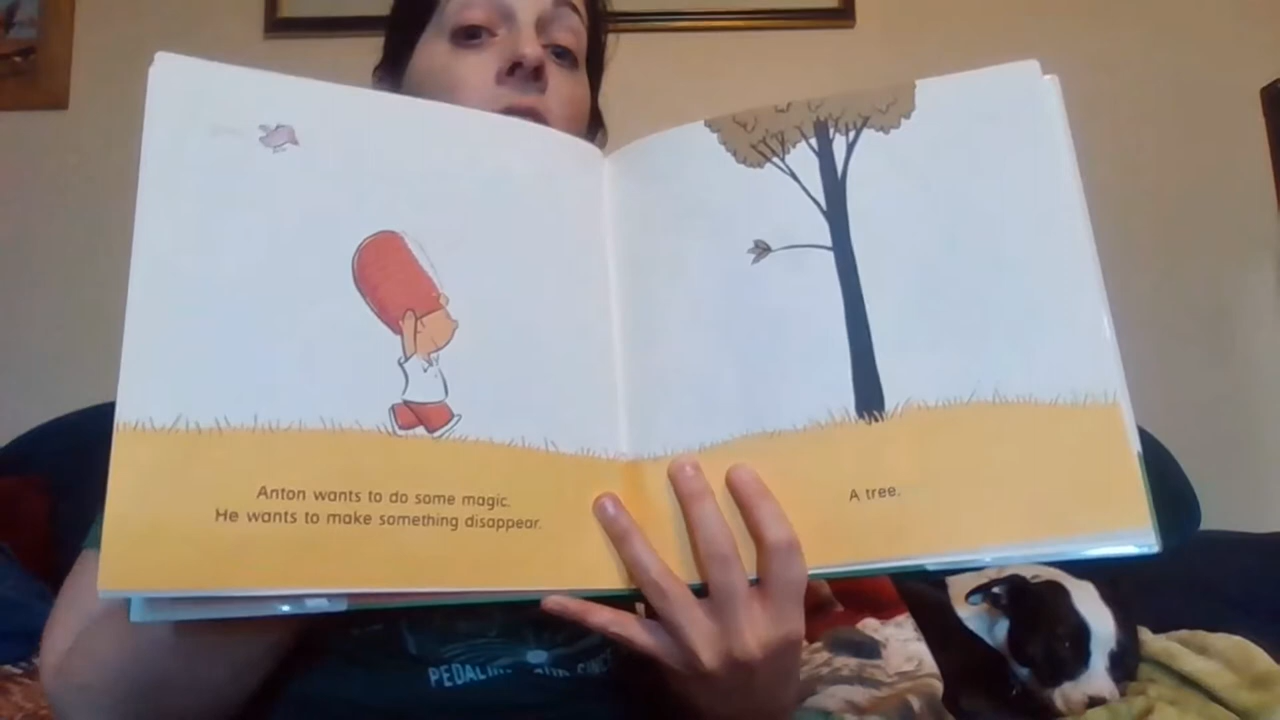 Anton wants to do some magic.
He wants to make something disappear.
A tree.